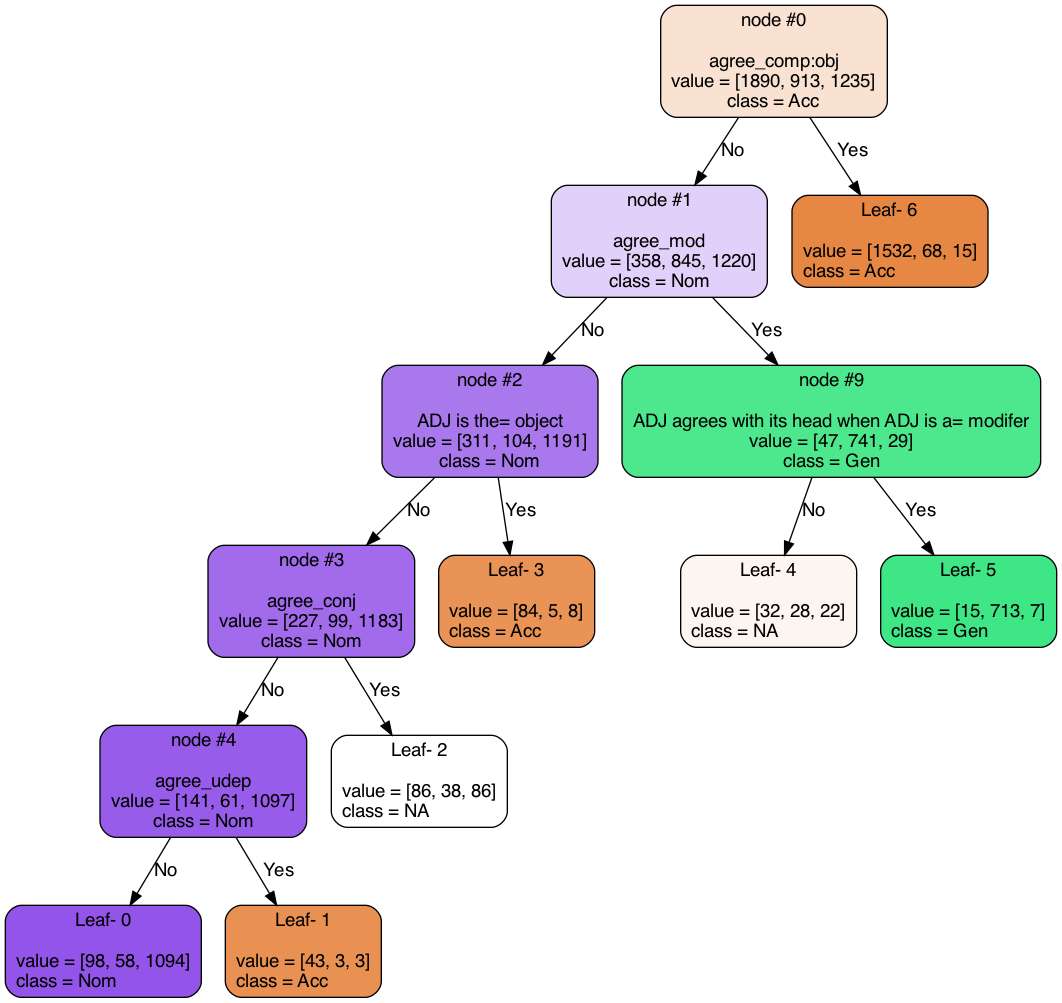 node #0
agree_comp:obj
value = [1890, 913, 1235]
class = Acc
No
Yes
node #1
agree_mod
value = [358, 845, 1220]
class = Nom
Leaf- 6
value = [1532, 68, 15]
class = Acc
No
Yes
node #2
ADJ is the= object
value = [311, 104, 1191]
class = Nom
node #9
ADJ agrees with its head when ADJ is a= modifer
value = [47, 741, 29]
class = Gen
No
Yes
No
Yes
node #3
agree_conj
value = [227, 99, 1183]
class = Nom
Leaf- 3
value = [84, 5, 8]
class = Acc
Leaf- 4
value = [32, 28, 22]
class = NA
Leaf- 5
value = [15, 713, 7]
class = Gen
No
Yes
node #4
agree_udep
value = [141, 61, 1097]
class = Nom
Leaf- 2
value = [86, 38, 86]
class = NA
No
Yes
Leaf- 0
value = [98, 58, 1094]
class = Nom
Leaf- 1
value = [43, 3, 3]
class = Acc